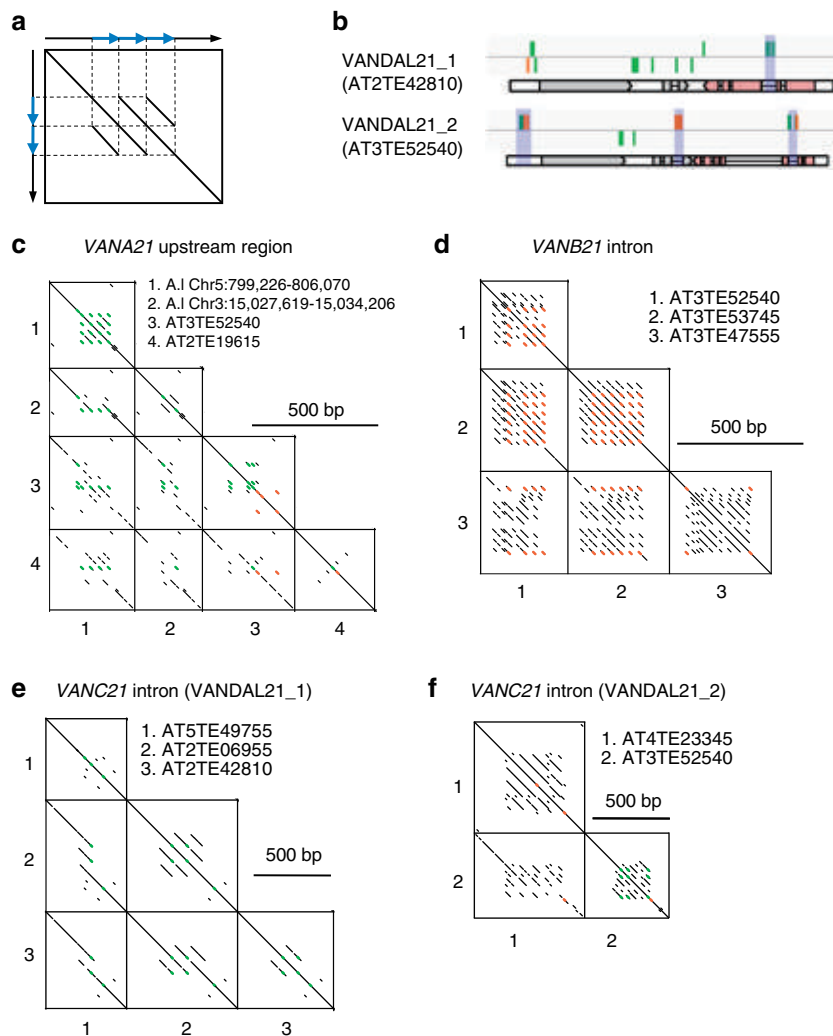 a
b
VANDAL21_1
(AT2TE42810)
VANDAL21_2
(AT3TE52540)
c VANA21 upstream region
1. A.l Chr5:799,226-806,070
2. A.l Chr3:15,027,619-15,034,206
3. AT3TE52540
4. AT2TE19615
500 bp
1
2
3
4
1 2 3 4
d VANB21 intron
1. AT3TE52540
2. AT3TE53745
3. AT3TE47555
500 bp
1
2
3
1 2 3
e VANC21 intron (VANDAL21_1)
1. AT5TE49755
2. AT2TE06955
3. AT2TE42810
500 bp
1
2
3
1 2 3
f VANC21 intron (VANDAL21_2)
1. AT4TE23345
2. AT3TE52540
500 bp
1
2
1 2